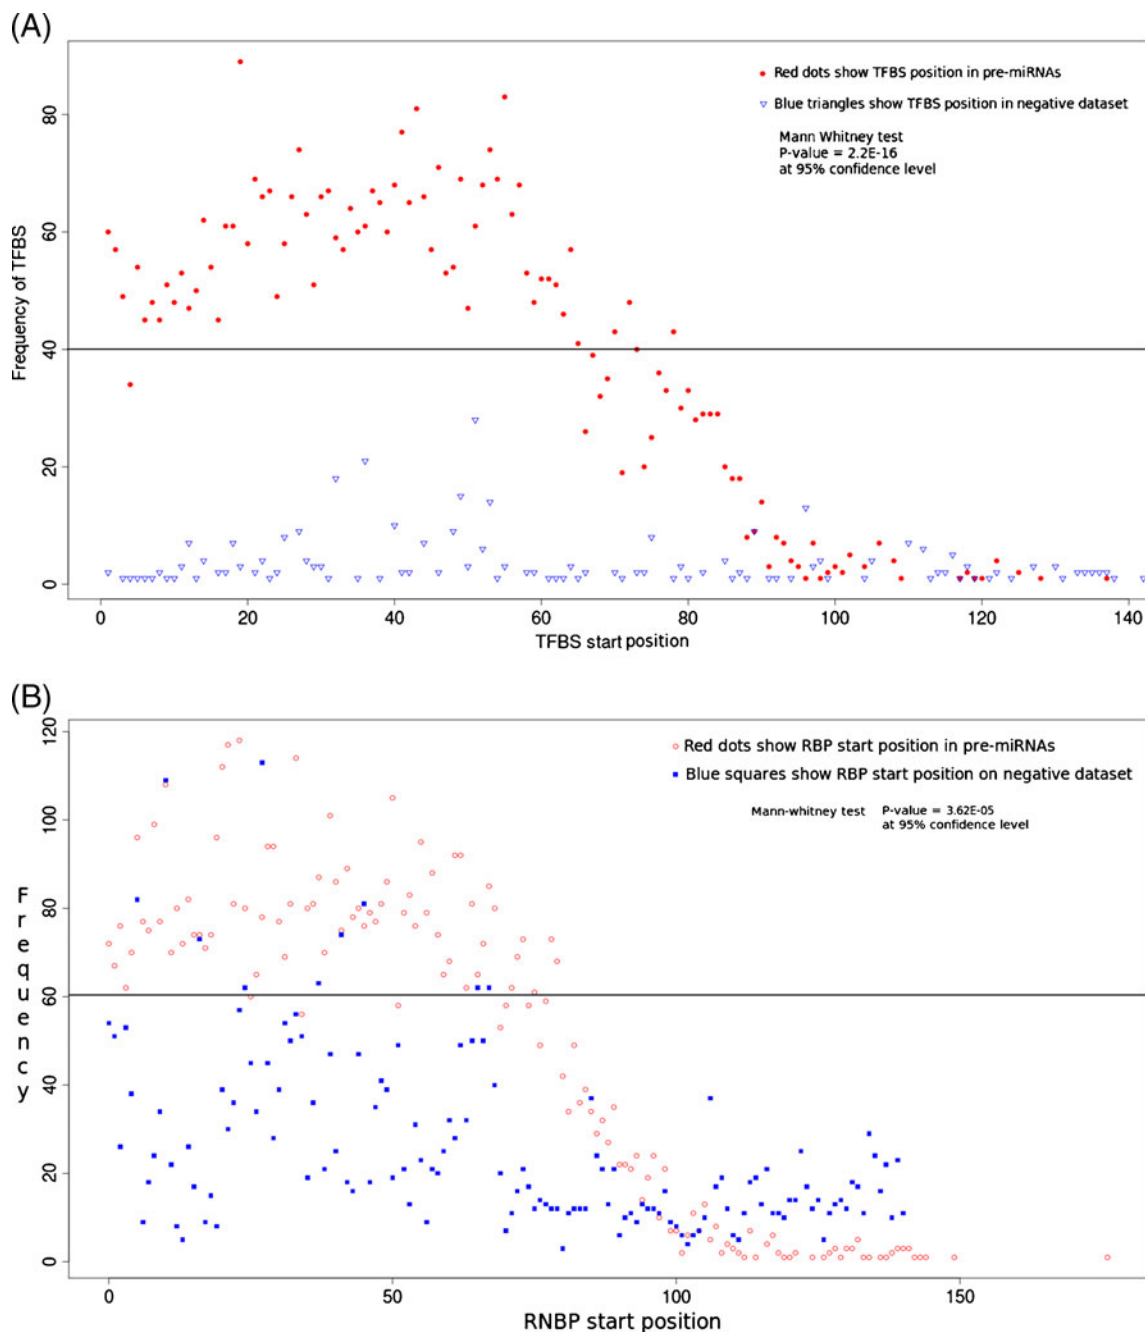 (A)
Red dots show TFBS position in pre-miRNAs
Blue triangles show TFBS position in negative dataset
Mann Whitney test
P-value = 2.2E-16
at 95% confidence level
Frequency of TFBS
80
60
40
20
0
0 20 40 60 80 100 120 140
TFBS start position
(B)
Red dots show RBP start position in pre-miRNAs
Blue squares show RBP start position on negative dataset
Mann-whitney test P-value = 3.62E-05
at 95% confidence level
Frequency
120
100
80
60
40
20
0
0 50 100 150
RNBP start position